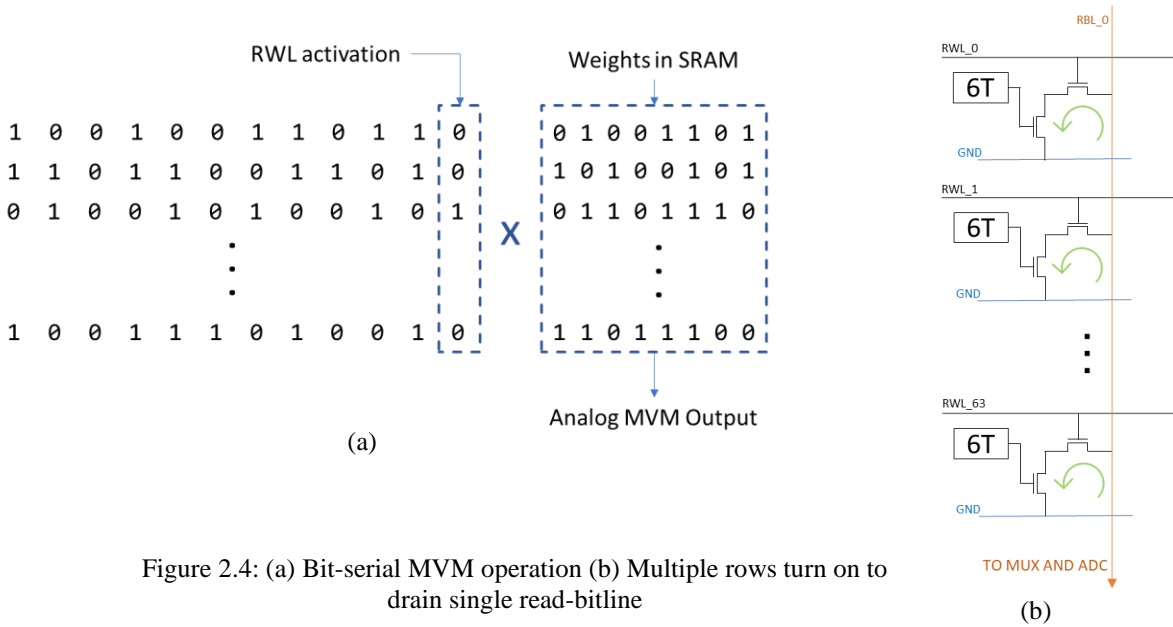 RWL activation
Weights in SRAM
1 0 0 1 0 0 1 1 0 1 1 0
0 1 0 0 1 1 0 1
1 1 0 1 1 0 0 1 1 0 1 0
1 0 1 0 0 1 0 1
0 1 0 0 1 0 1 0 0 1 0 1
X
0 1 1 0 1 1 1 0
1 0 0 1 1 1 0 1 0 0 1 0
1 1 0 1 1 1 0 0
Analog MVM Output
(a)
RBL_0
RWL_0
6T
GND
RWL_1
6T
GND
RWL_63
6T
GND
TO MUX AND ADC
(b)
Figure 2.4: (a) Bit-serial MVM operation (b) Multiple rows turn on to
drain single read-bitline